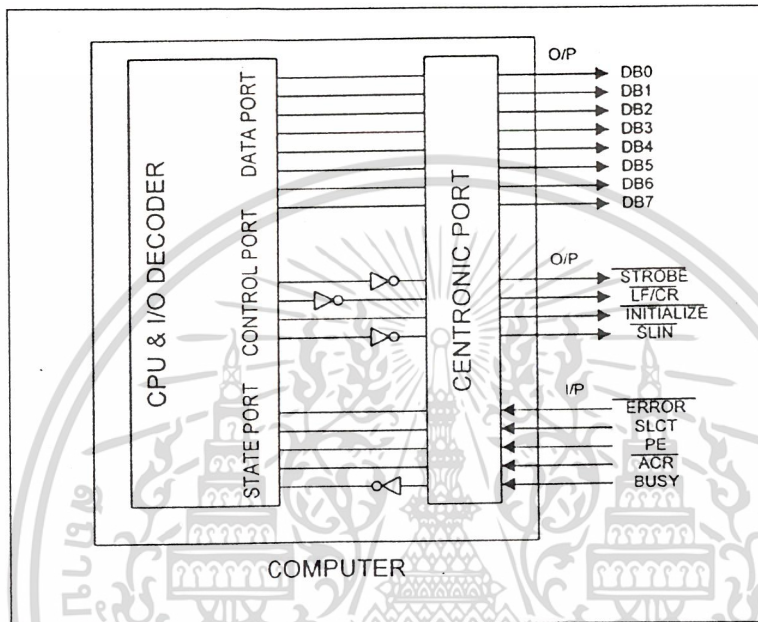 CPU & I/O DECODER
DATA PORT
CONTROL PORT
STATE PORT
CENTRONIC PORT
O/P
DB0
DB1
DB2
DB3
DB4
DB5
DB6
DB7
O/P
STROBE
LF/CR
INITIALIZE
SLIN
I/P
ERROR
SLCT
PE
ACR
BUSY
COMPUTER